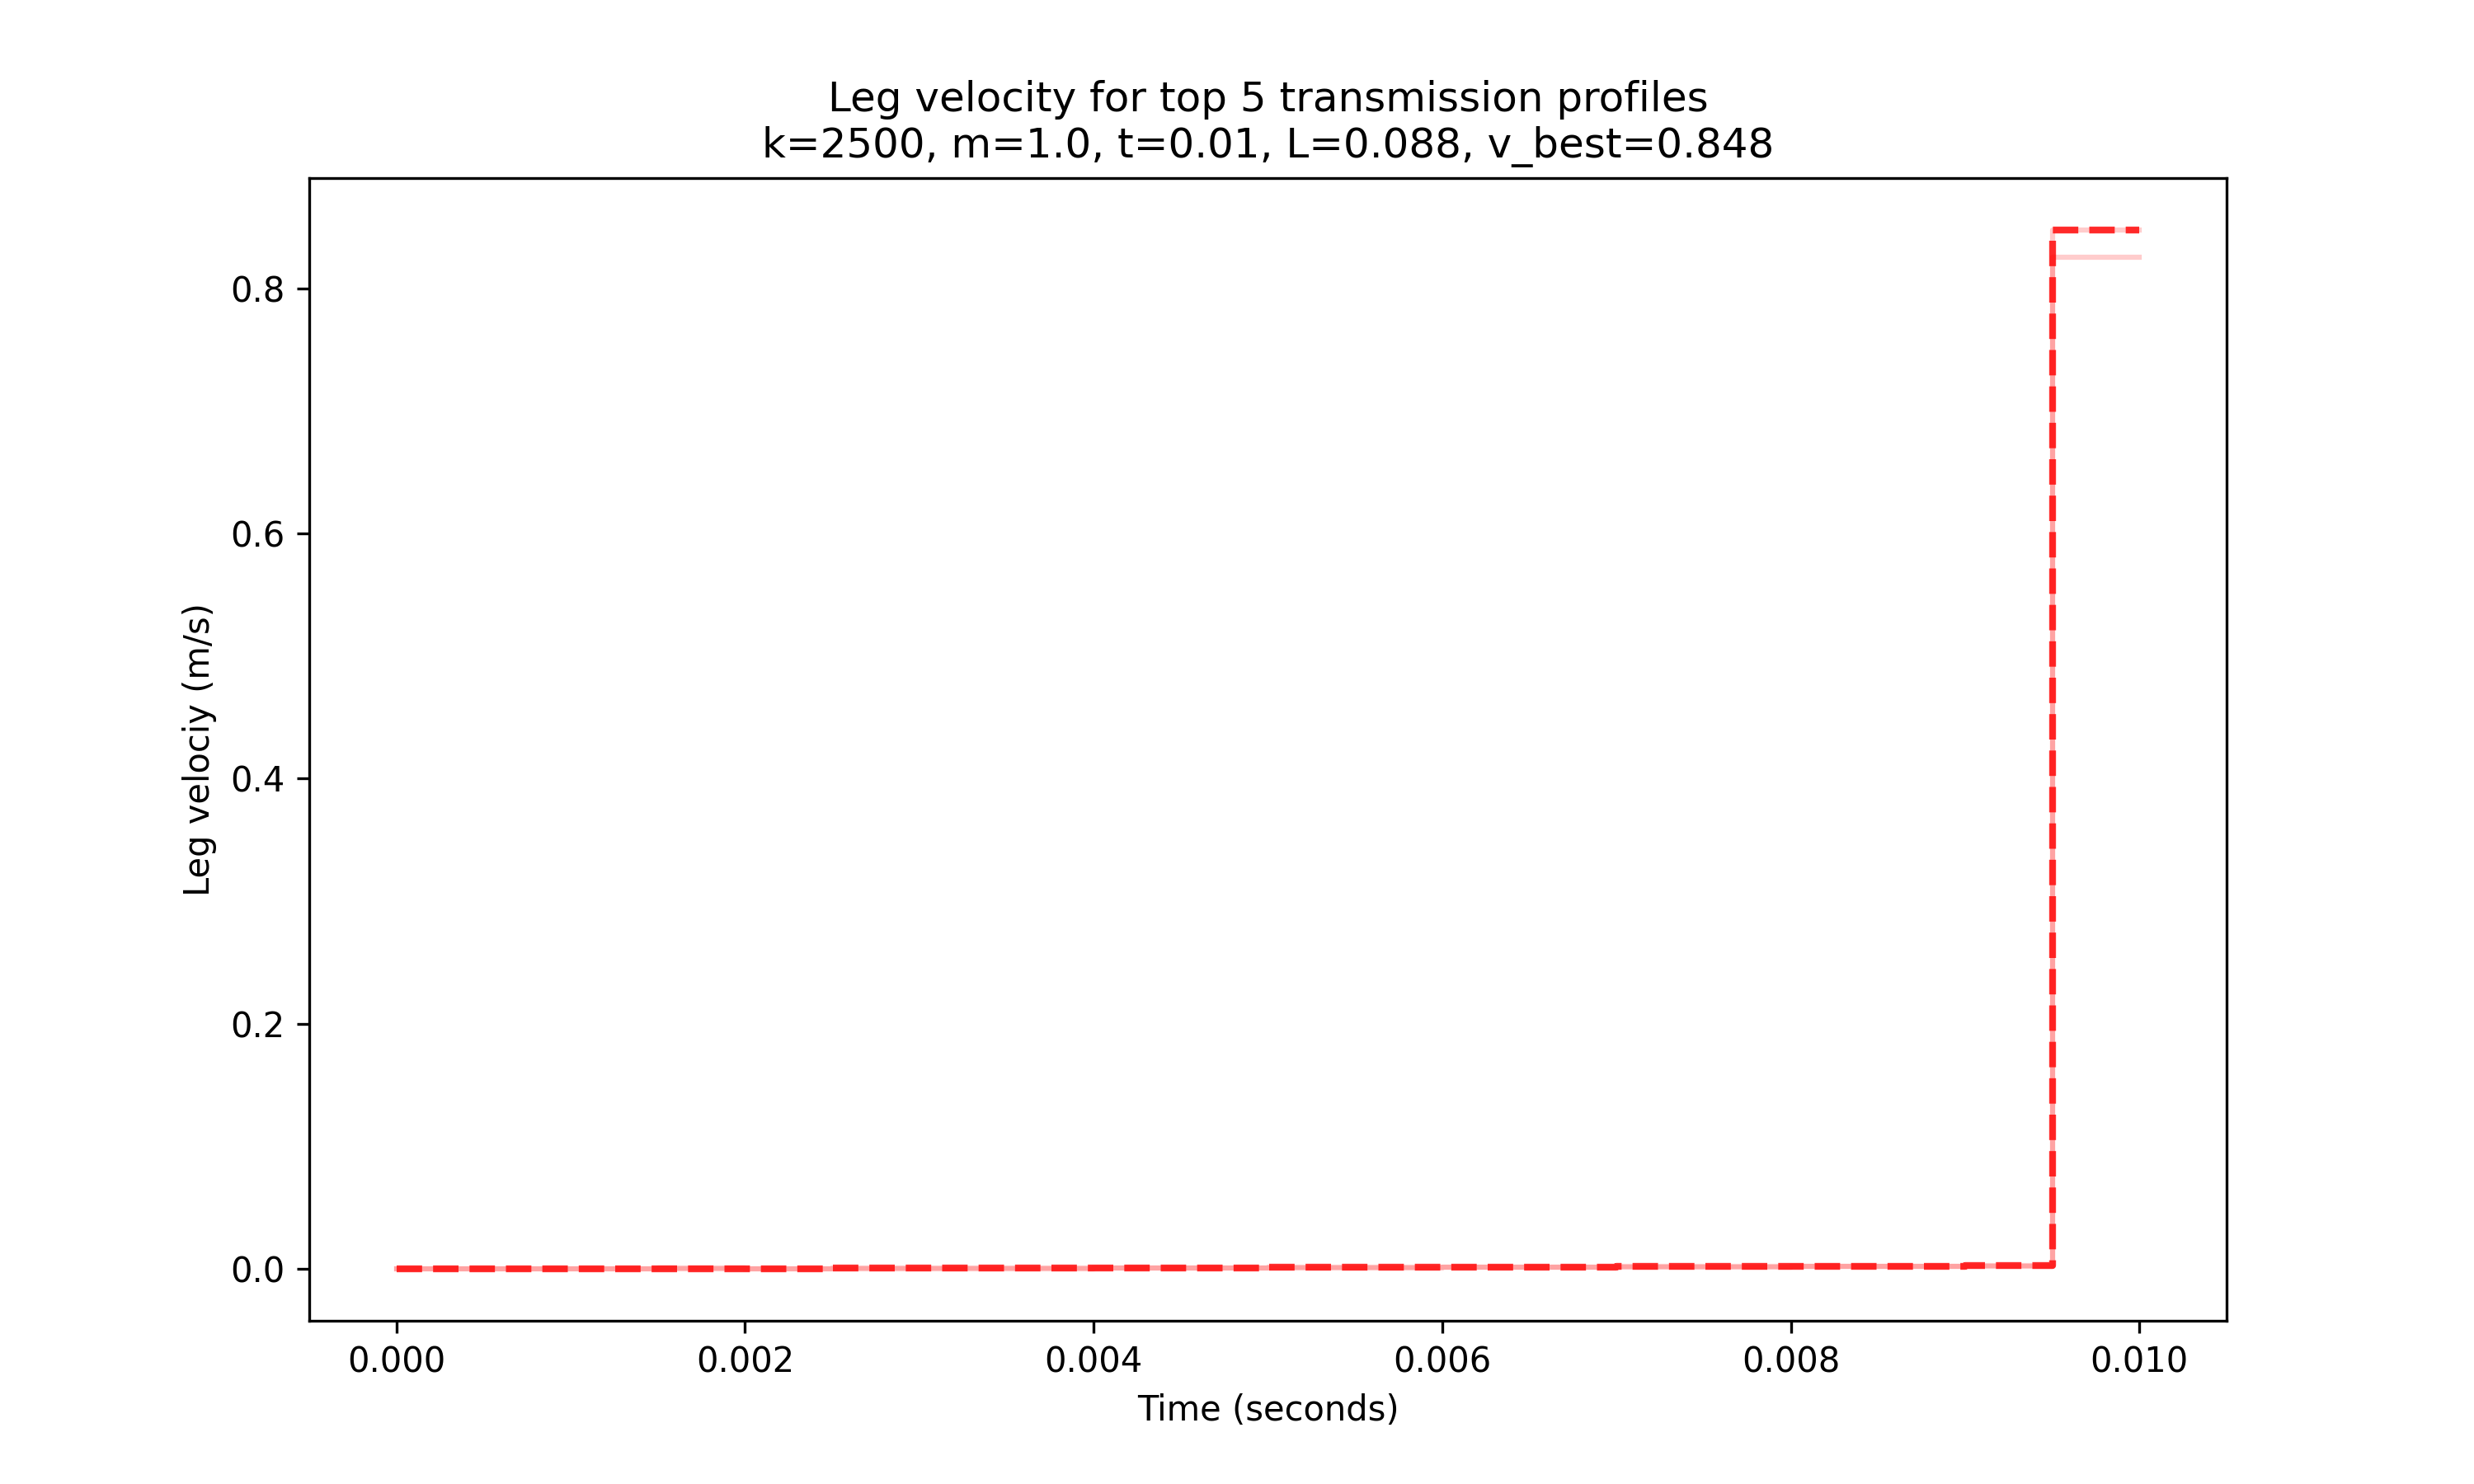 Leg velocity for top 5 transmission profiles
k=2500, m=1.0, t=0.01, L=0.088, v_best=0.848
Leg velociy (m/s)
0.8
0.6
0.4
0.2
0.0
0.000 0.002 0.004 0.006 0.008 0.010
Time (seconds)